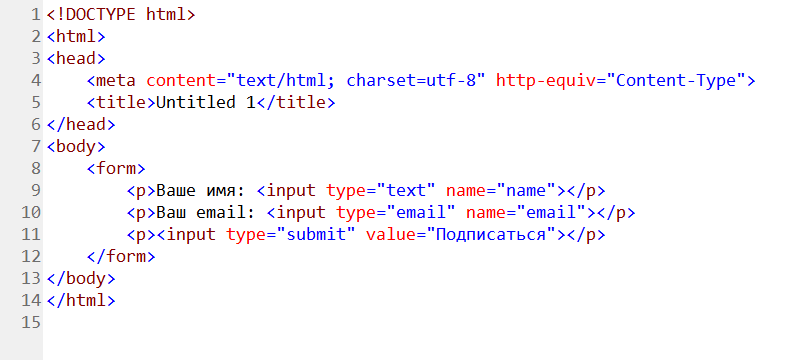 1 <!DOCTYPE html>
2 <html>
3 <head>
4     <meta content="text/html; charset=utf-8" http-equiv="Content-Type">
5     <title>Untitled 1</title>
6 </head>
7 <body>
8     <form>
9         <p>Ваше имя: <input type="text" name="name"></p>
10         <p>Ваш email: <input type="email" name="email"></p>
11         <p><input type="submit" value="Подписаться"></p>
12     </form>
13 </body>
14 </html>
15